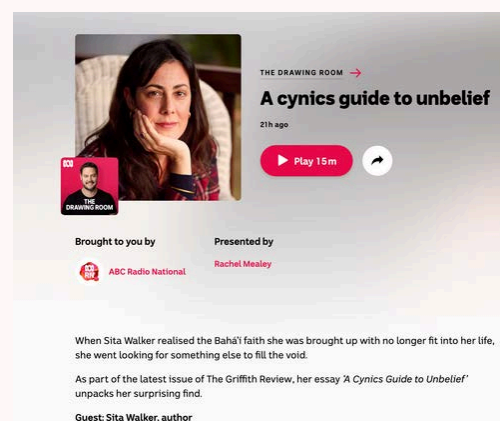 THE DRAWING ROOM →
A cynics guide to unbelief
21h ago
Play 15m
ABC
THE
DRAWING ROOM
Brought to you by
Presented by
ABC Radio National
Rachel Mealey
When Sita Walker realised the Bahá’í faith she was brought up with no longer fit into her life,
she went looking for something else to fill the void.
As part of the latest issue of The Griffith Review, her essay ‘A Cynics Guide to Unbelief’
unpacks her surprising find.
Guest: Sita Walker, author